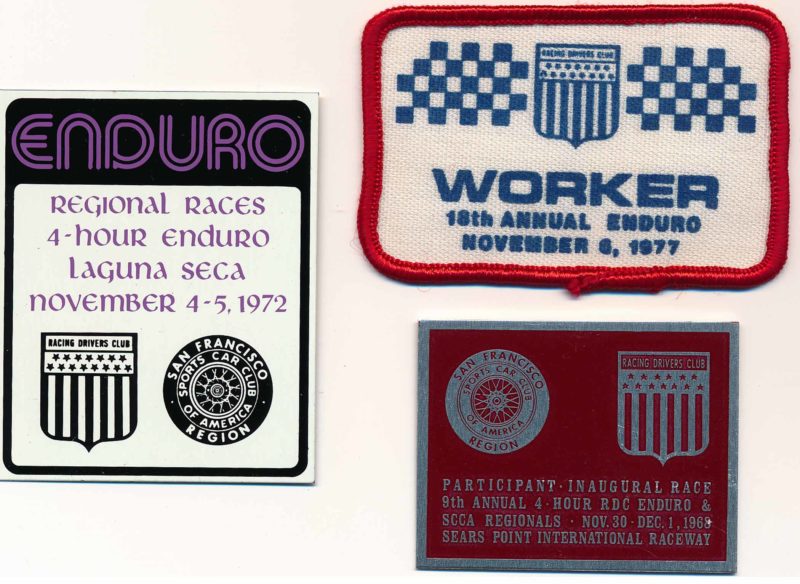 ENDURO
REGIONAL RACES
4-HOUR ENDURO
LAGUNA SECA
NOVEMBER 4-5, 1972
RACING DRIVERS CLUB
SAN FRANCISCO
SPORTS CAR CLUB
OF AMERICA
REGION
RACING DRIVERS CLUB
WORKER
18th ANNUAL ENDURO
NOVEMBER 6, 1977
SAN FRANCISCO
SPORTS CAR CLUB
OF AMERICA
REGION
RACING DRIVERS CLUB
PARTICIPANT · INAUGURAL RACE
9th ANNUAL 4-HOUR RDC ENDURO &
SCCA REGIONALS · NOV. 30 - DEC. 1, 1968
SEARS POINT INTERNATIONAL RACEWAY